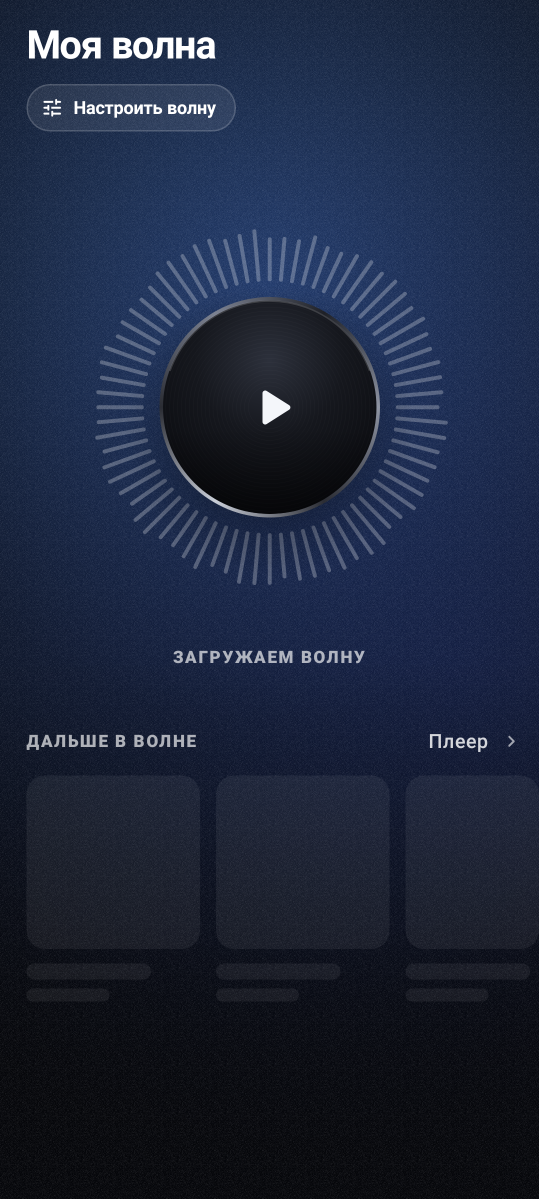 Моя волна
Настроить волну
ЗАГРУЖАЕМ ВОЛНУ
ДАЛЬШЕ В ВОЛНЕ
Плеер